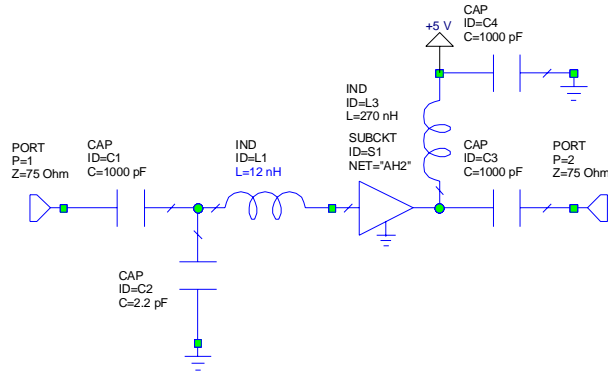 +5 V
CAP
ID=C4
C=1000 pF
IND
ID=L3
L=270 nH
PORT
P=1
Z=75 Ohm
CAP
ID=C1
C=1000 pF
IND
ID=L1
L=12 nH
SUBCKT
ID=S1
NET="AH2"
CAP
ID=C3
C=1000 pF
PORT
P=2
Z=75 Ohm
CAP
ID=C2
C=2.2 pF